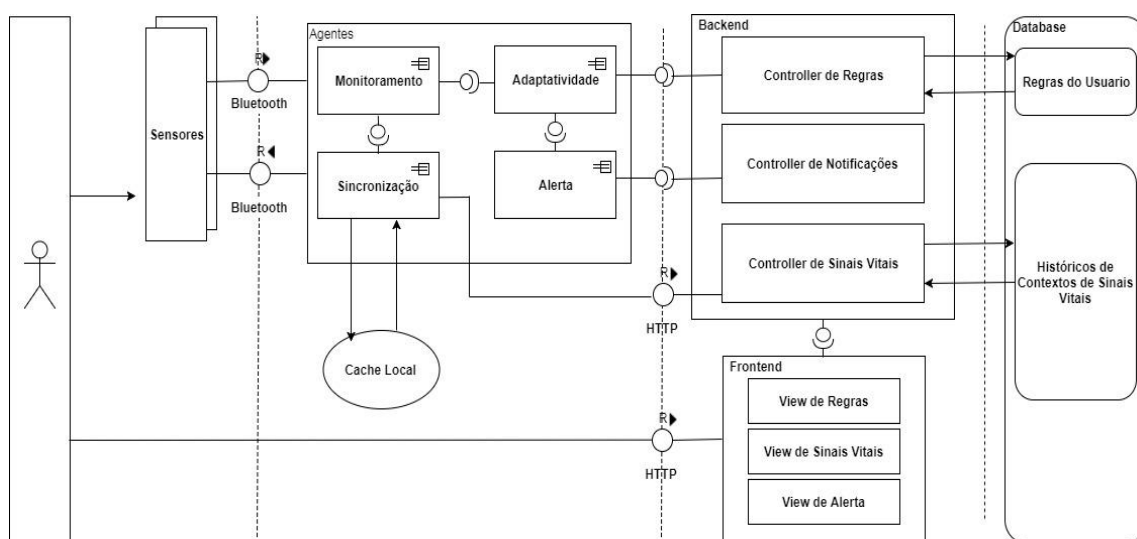 Agentes
Backend
Database
R
Monitoramento
Adaptatividade
Controller de Regras
Regras do Usuario
Bluetooth
Sensores
R
Sincronização
Alerta
Controller de Notificações
Bluetooth
R
Controller de Sinais Vitais
Históricos de
Contextos de Sinais
Vitais
HTTP
Cache Local
Frontend
View de Regras
R
View de Sinais Vitais
HTTP
View de Alerta